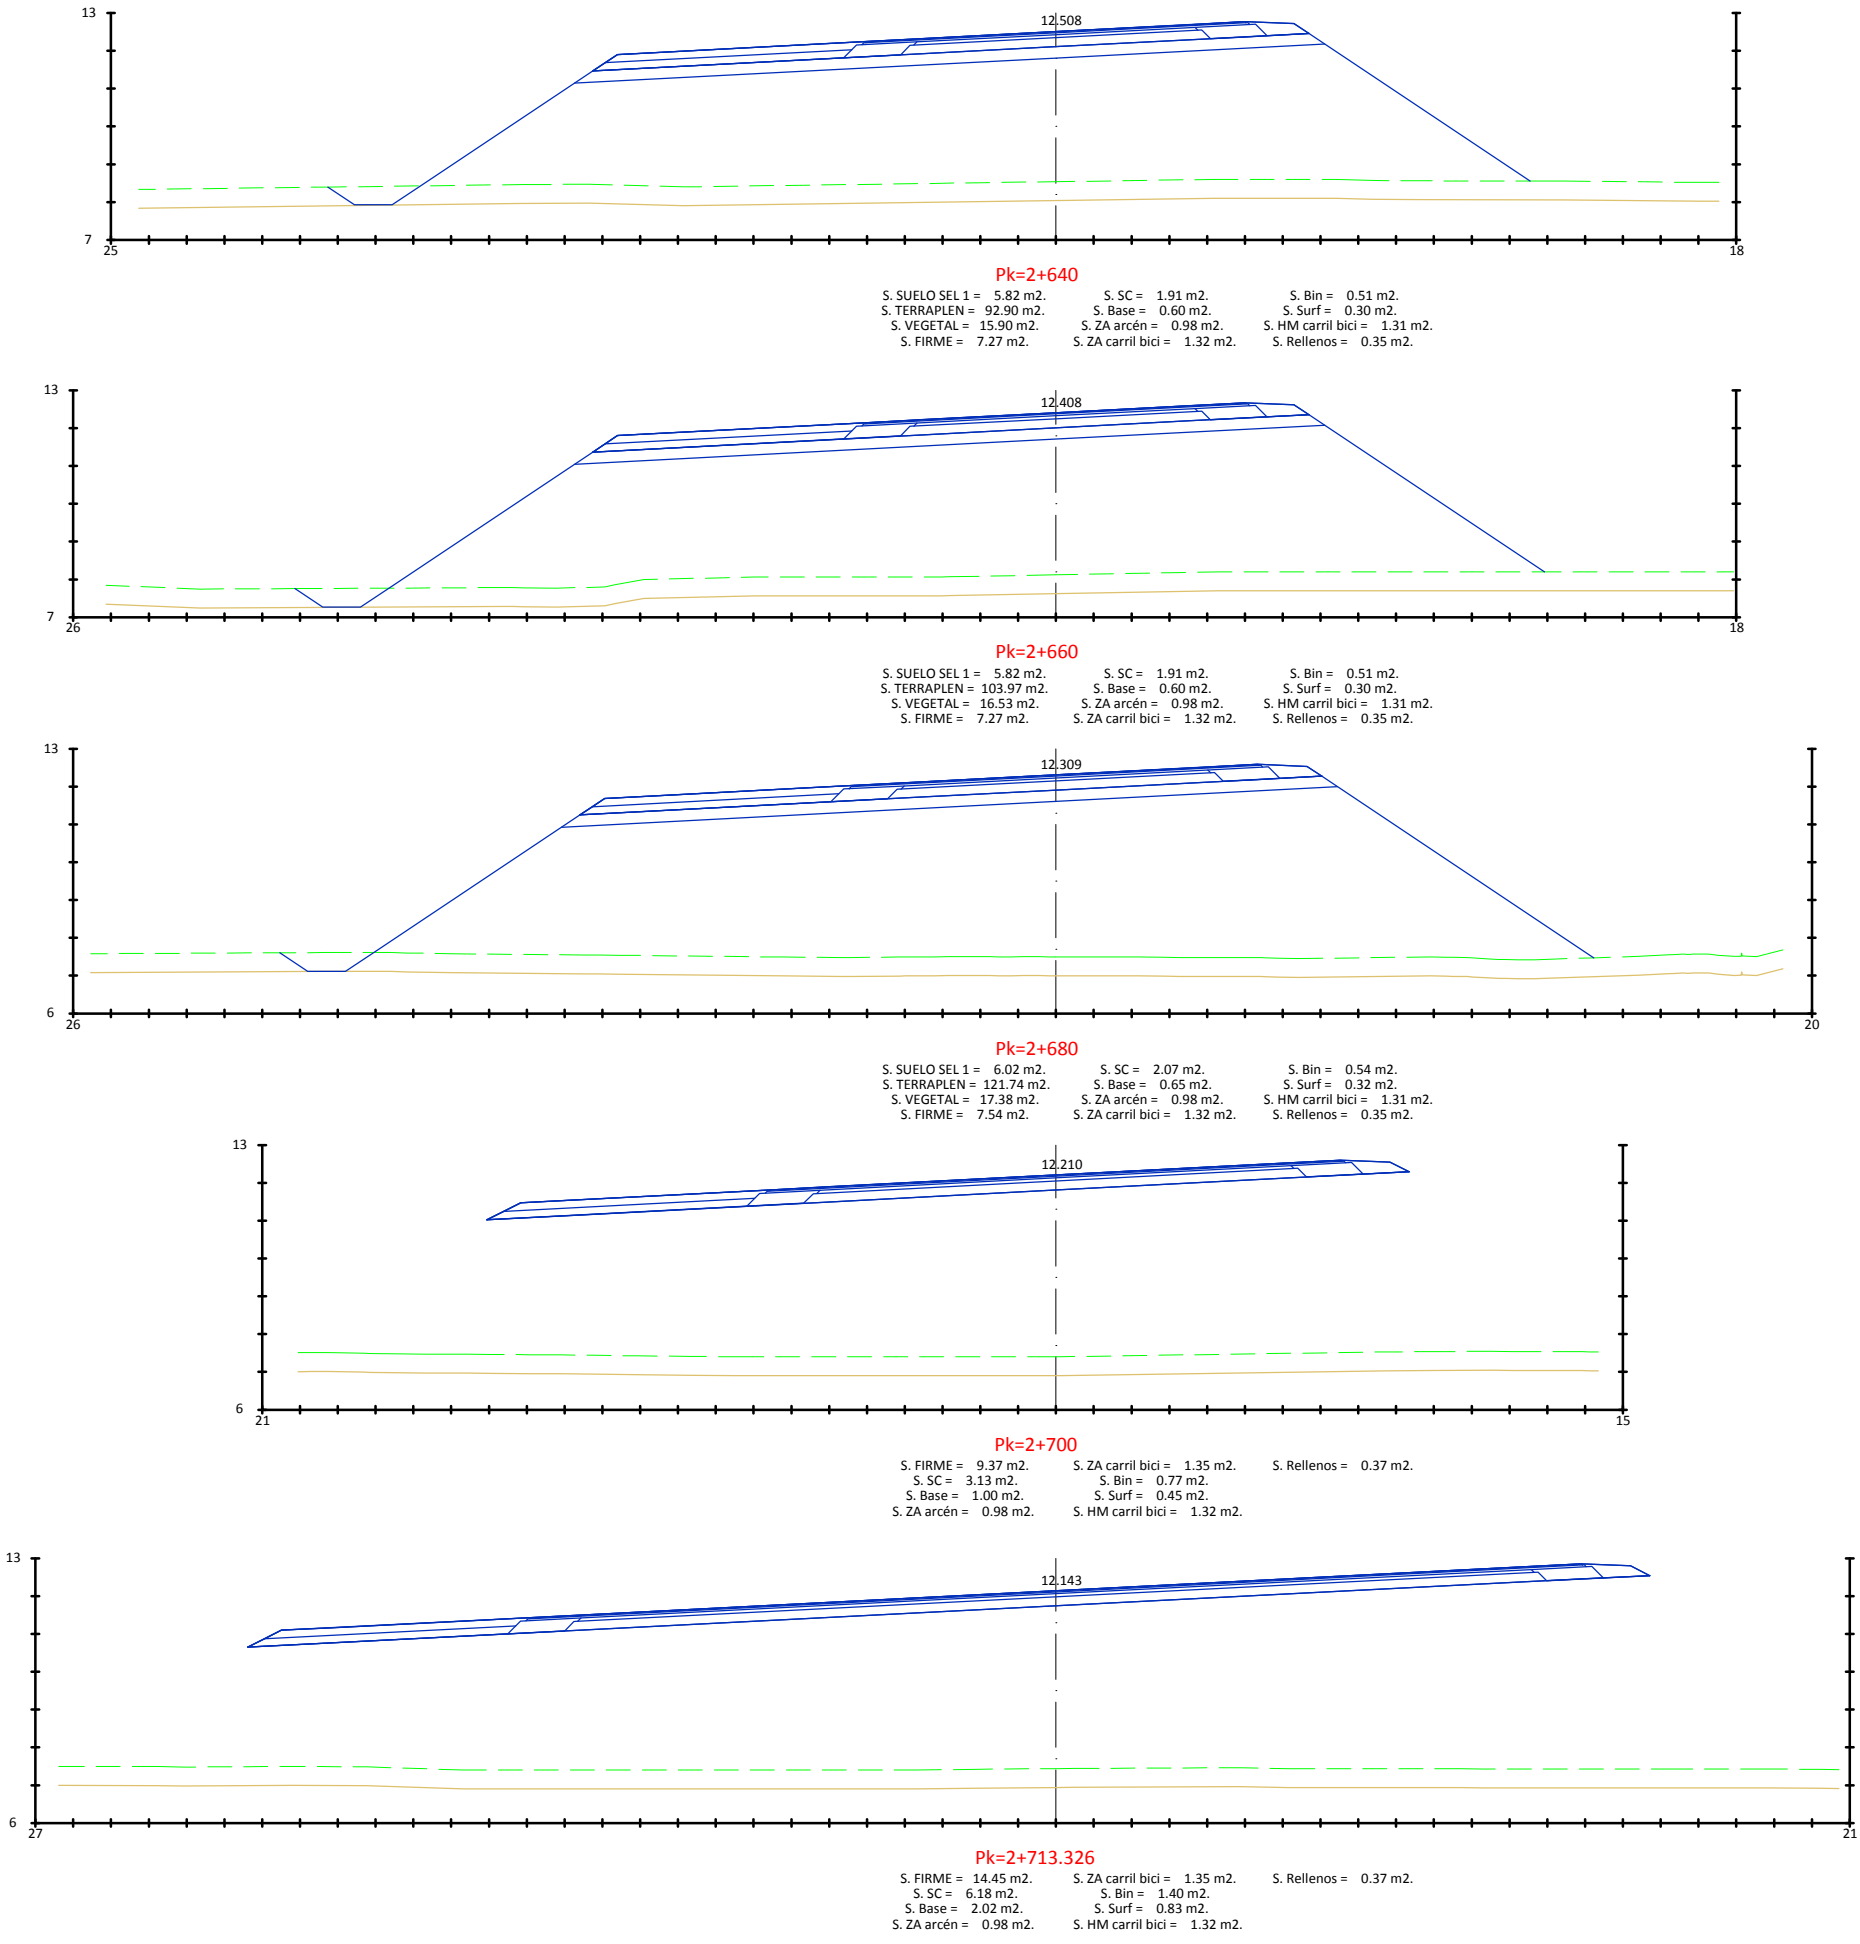 13
12.508
7
25
18
Pk=2+640
S. SUELO SEL 1 = 5.82 m2. S. SC = 1.91 m2. S. Bin = 0.51 m2.
S. TERRAPLEN = 92.90 m2. S. Base = 0.60 m2. S. Surf = 0.30 m2.
S. VEGETAL = 15.90 m2. S. ZA arcén = 0.98 m2. S. HM carril bici = 1.31 m2.
S. FIRME = 7.27 m2. S. ZA carril bici = 1.32 m2. S. Rellenos = 0.35 m2.
13
12.408
7
26
18
Pk=2+660
S. SUELO SEL 1 = 5.82 m2. S. SC = 1.91 m2. S. Bin = 0.51 m2.
S. TERRAPLEN = 103.97 m2. S. Base = 0.60 m2. S. Surf = 0.30 m2.
S. VEGETAL = 16.53 m2. S. ZA arcén = 0.98 m2. S. HM carril bici = 1.31 m2.
S. FIRME = 7.27 m2. S. ZA carril bici = 1.32 m2. S. Rellenos = 0.35 m2.
13
12.309
6
26
20
Pk=2+680
S. SUELO SEL 1 = 6.02 m2. S. SC = 2.07 m2. S. Bin = 0.54 m2.
S. TERRAPLEN = 121.74 m2. S. Base = 0.65 m2. S. Surf = 0.32 m2.
S. VEGETAL = 17.38 m2. S. ZA arcén = 0.98 m2. S. HM carril bici = 1.31 m2.
S. FIRME = 7.54 m2. S. ZA carril bici = 1.32 m2. S. Rellenos = 0.35 m2.
13
12.210
6
21
15
Pk=2+700
S. FIRME = 9.37 m2. S. ZA carril bici = 1.35 m2. S. Rellenos = 0.37 m2.
S. SC = 3.13 m2. S. Bin = 0.77 m2.
S. Base = 1.00 m2. S. Surf = 0.45 m2.
S. ZA arcén = 0.98 m2. S. HM carril bici = 1.32 m2.
13
12.143
6
27
21
Pk=2+713.326
S. FIRME = 14.45 m2. S. ZA carril bici = 1.35 m2. S. Rellenos = 0.37 m2.
S. SC = 6.18 m2. S. Bin = 1.40 m2.
S. Base = 2.02 m2. S. Surf = 0.83 m2.
S. ZA arcén = 0.98 m2. S. HM carril bici = 1.32 m2.